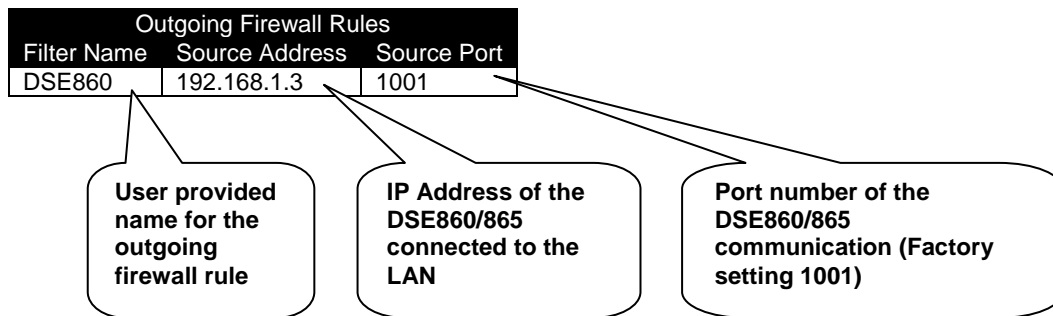 Outgoing Firewall Rules
Filter Name Source Address Source Port
DSE860 192.168.1.3 1001
User provided
name for the
outgoing
firewall rule
IP Address of the
DSE860/865
connected to the
LAN
Port number of the
DSE860/865
communication (Factory
setting 1001)